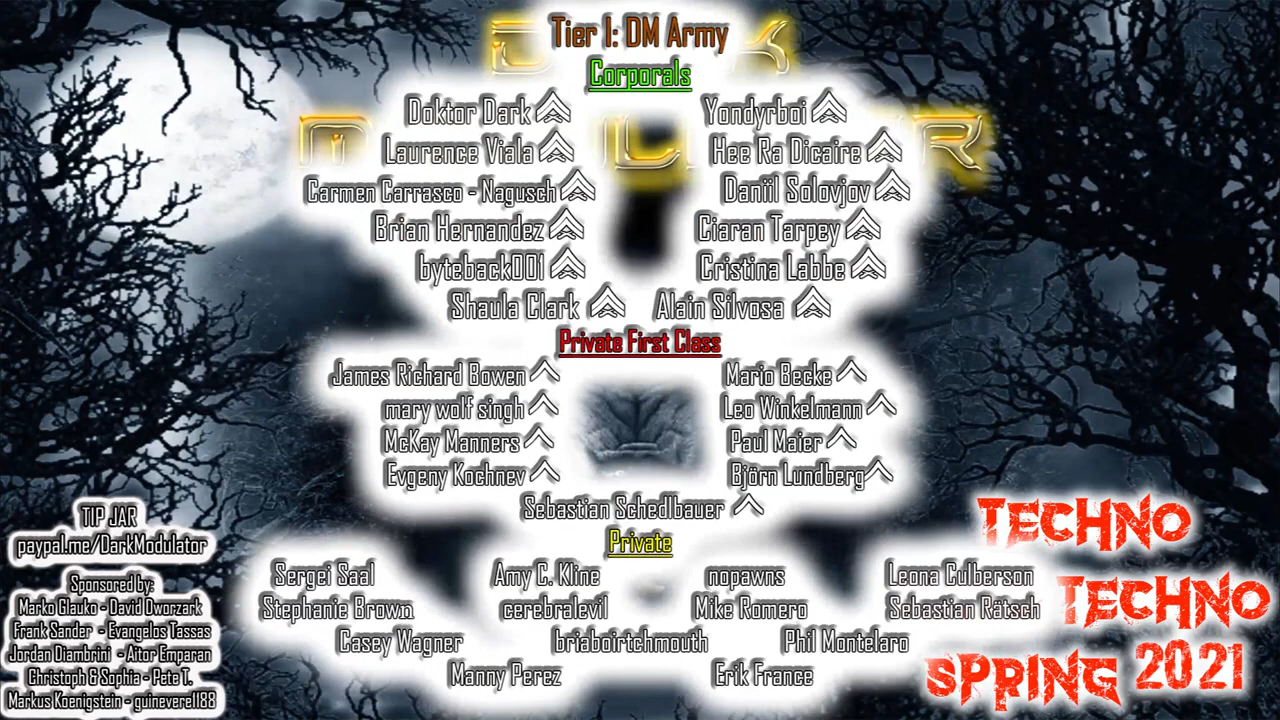 Tier I: DM Army
Corporals
Doktor Dark Yondyrboi
Laurence Viala Hee Ra Dicaire
Carmen Carrasco - Nagusch Daniil Solovjov
Brian Hernandez Ciaran Tarpey
byteback001 Cristina Labbe
Shaula Clark Alain Silvosa
Private First Class
James Richard Bowen Mario Becke
mary wolf singh Leo Winkelmann
McKay Manners Paul Maier
Evgeny Kochnev Björn Lundberg
Sebastian Schedlbauer
Private
Sergei Saal Amy C. Kline nopawns Leona Culberson
Stephanie Brown cerebralevil Mike Romero Sebastian Rätsch
Casey Wagner briaboirtchmouth Phil Montelaro
Manny Perez Erik France
TIP JAR
paypal.me/DarkModulator
Sponsored by:
Marko Glauko - David Dworzark
Frank Sander - Evangelos Tassas
Jordan Diambrini - Aitor Emparan
Christoph & Sophia - Pete T.
Markus Koenigstein - guinevere1188
TECHNO
TECHNO
SPRING 2021